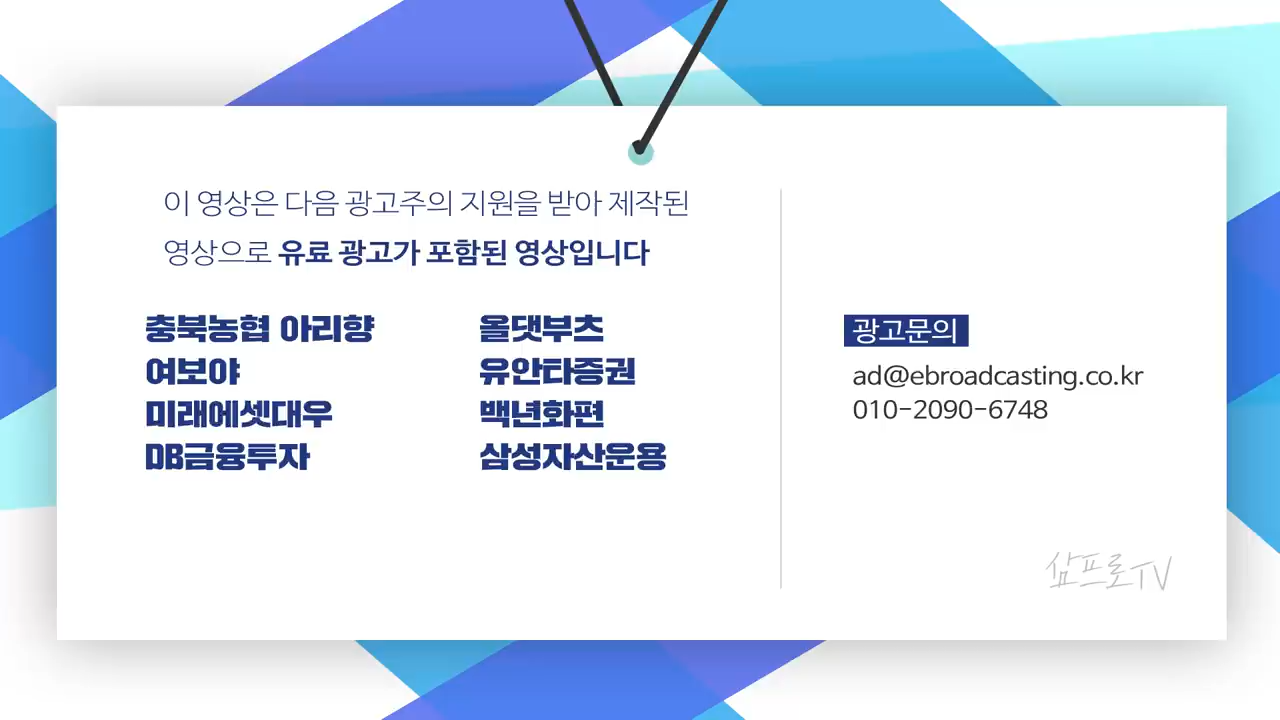 이 영상은 다음 광고주의 지원을 받아 제작된
영상으로 유료 광고가 포함된 영상입니다
충북농협 아리향
여보야
미래에셋대우
DB금융투자
올댓부츠
유안타증권
백년화편
삼성자산운용
광고문의
ad@ebroadcasting.co.kr
010-2090-6748
삼프로TV